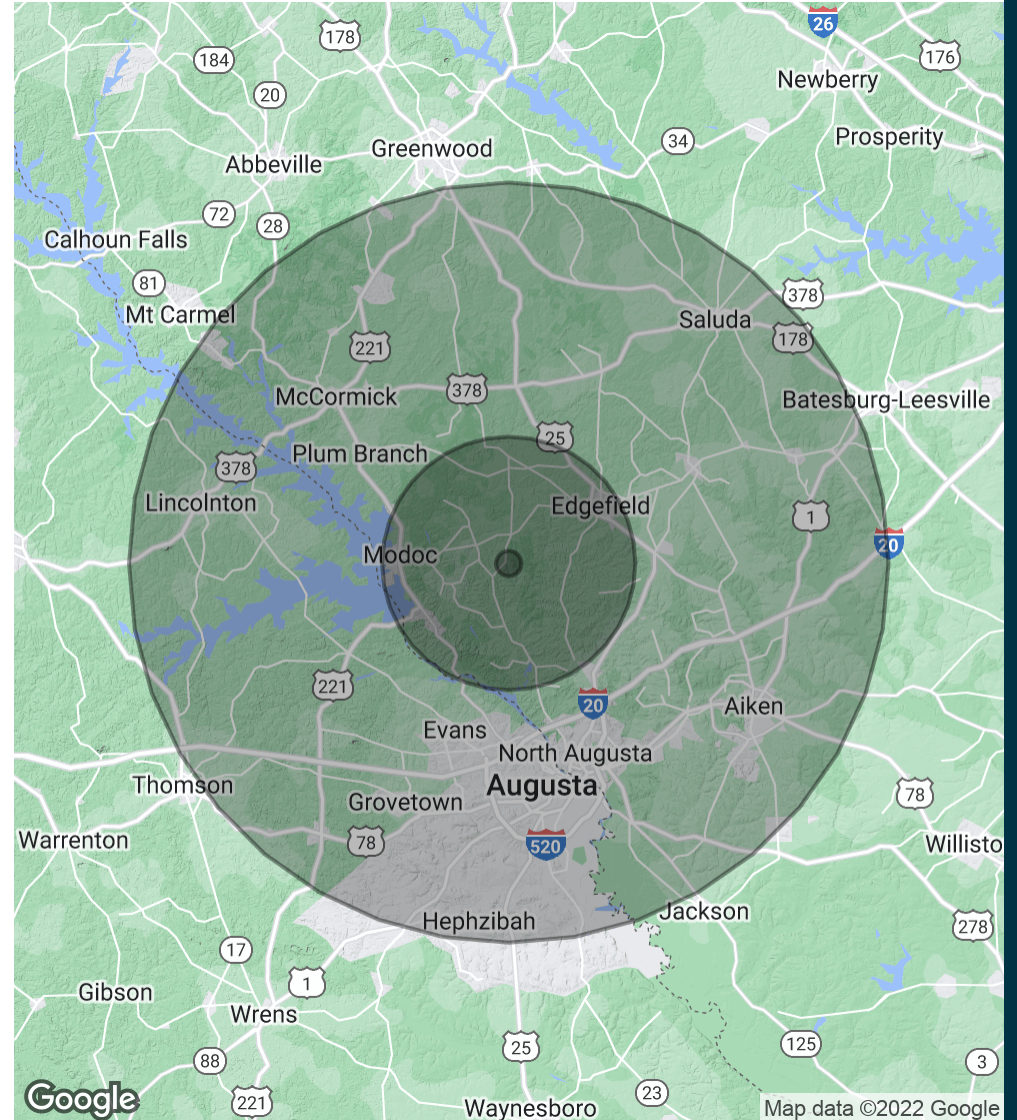 26
178
176
184
Newberry
20
Prosperity
34
Greenwood
Abbeville
72
28
Calhoun Falls
81
378
Mt Carmel
Saluda
178
221
378
McCormick
Batesburg-Leesville
25
Plum Branch
378
Lincolnton
Edgefield
1
20
Modoc
221
20
Aiken
Evans
North Augusta
Augusta
Thomson
78
Grovetown
Warrenton
78
520
Willisto
Jackson
Hephzibah
278
17
1
Gibson
Wrens
25
125
88
3
23
221
Google
Waynesboro
Map data ©2022 Google